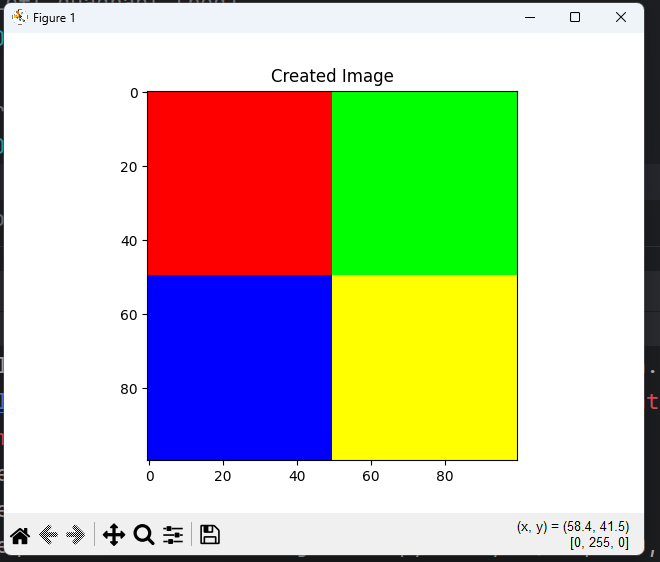 Figure 1
Created Image
0
20
40
60
80
0 20 40 60 80
(x, y) = (58.4, 41.5)
[0, 255, 0]